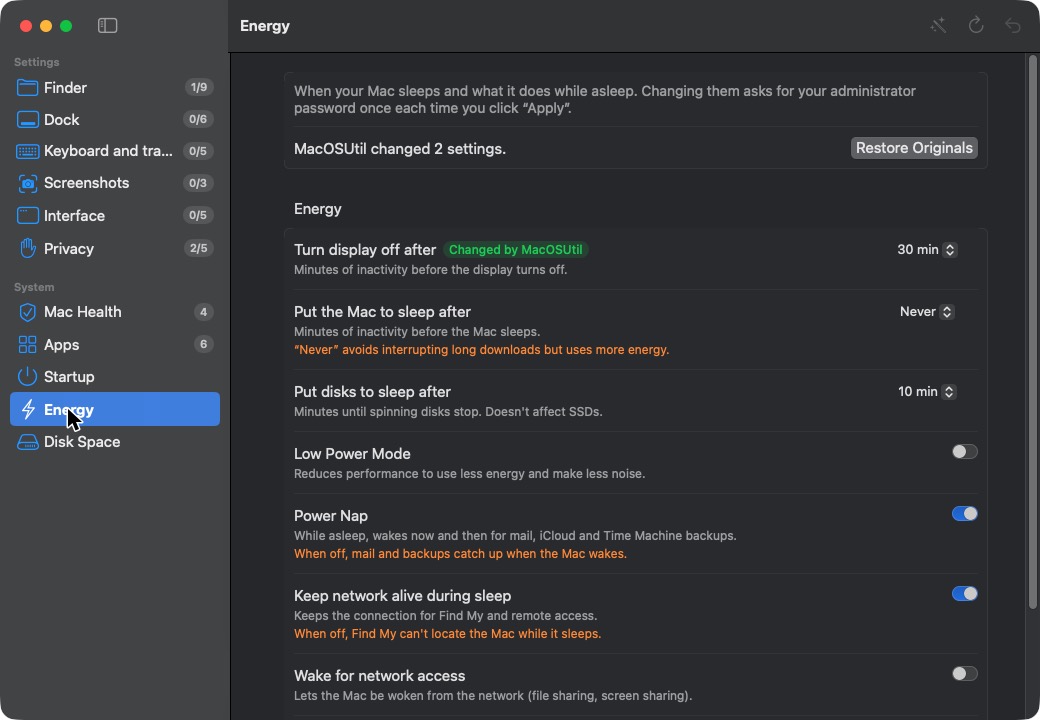 Energy
Settings
Finder 1/9
Dock 0/6
Keyboard and tra... 0/5
Screenshots 0/3
Interface 0/5
Privacy 2/5
System
Mac Health 4
Apps 6
Startup
Energy
Disk Space
When your Mac sleeps and what it does while asleep. Changing them asks for your administrator
password once each time you click “Apply”.
MacOSUtil changed 2 settings. Restore Originals
Energy
Turn display off after Changed by MacOSUtil 30 min
Minutes of inactivity before the display turns off.
Put the Mac to sleep after Never
Minutes of inactivity before the Mac sleeps.
“Never” avoids interrupting long downloads but uses more energy.
Put disks to sleep after 10 min
Minutes until spinning disks stop. Doesn't affect SSDs.
Low Power Mode
Reduces performance to use less energy and make less noise.
Power Nap
While asleep, wakes now and then for mail, iCloud and Time Machine backups.
When off, mail and backups catch up when the Mac wakes.
Keep network alive during sleep
Keeps the connection for Find My and remote access.
When off, Find My can't locate the Mac while it sleeps.
Wake for network access
Lets the Mac be woken from the network (file sharing, screen sharing).